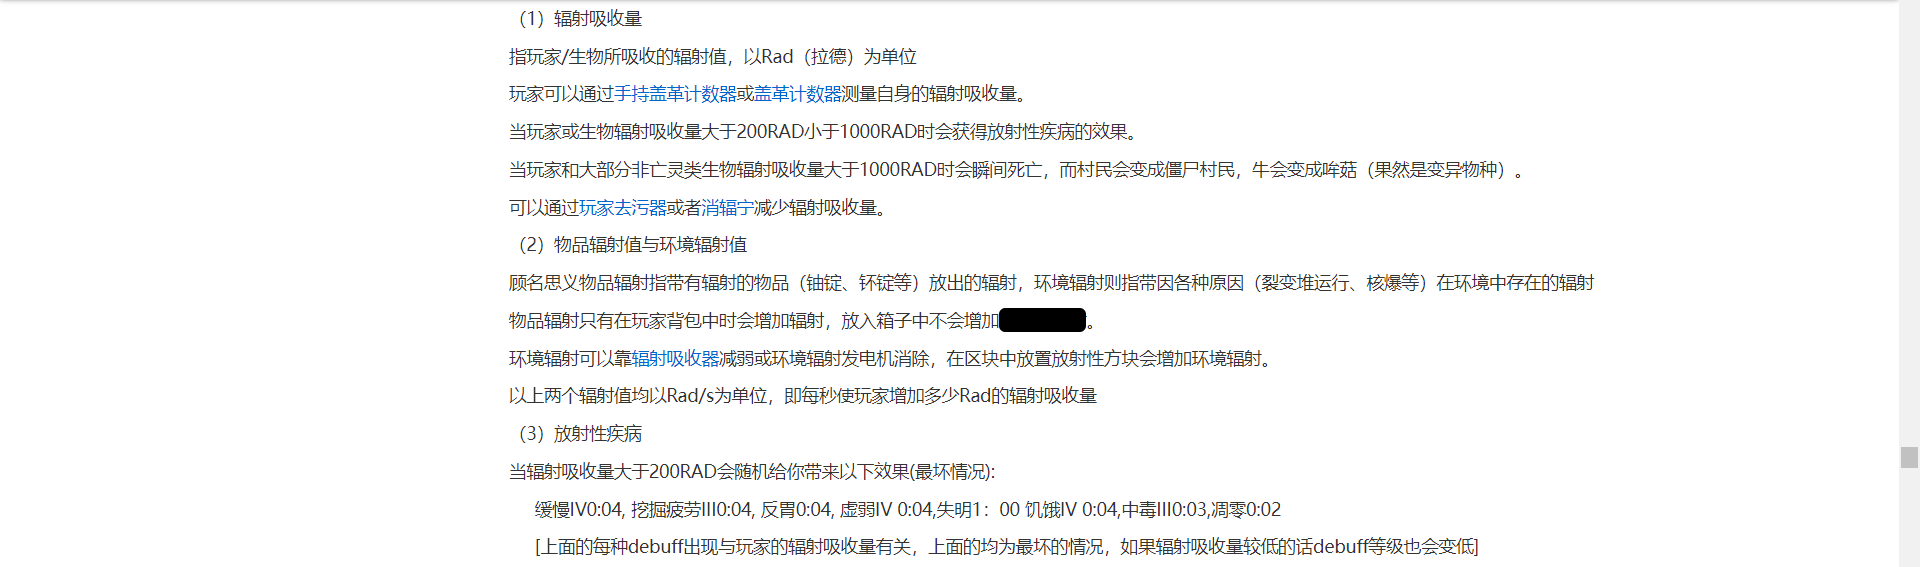 （1）辐射吸收量
指玩家/生物所吸收的辐射值，以Rad（拉德）为单位
玩家可以通过手持盖革计数器或盖革计数器测量自身的辐射吸收量。
当玩家或生物辐射吸收量大于200RAD小于1000RAD时会获得放射性疾病的效果。
当玩家和大部分非亡灵类生物辐射吸收量大于1000RAD时会瞬间死亡，而村民会变成僵尸村民，牛会变成哞菇（果然是变异物种）。
可以通过玩家去污器或者消辐宁减少辐射吸收量。
（2）物品辐射值与环境辐射值
顾名思义物品辐射指带有辐射的物品（铀锭、钚锭等）放出的辐射，环境辐射则指带因各种原因（裂变堆运行、核爆等）在环境中存在的辐射
物品辐射只有在玩家背包中时会增加辐射，放入箱子中不会增加。
环境辐射可以靠辐射吸收器减弱或环境辐射发电机消除，在区块中放置放射性方块会增加环境辐射。
以上两个辐射值均以Rad/s为单位，即每秒使玩家增加多少Rad的辐射吸收量
（3）放射性疾病
当辐射吸收量大于200RAD会随机给你带来以下效果(最坏情况):
缓慢IV0:04, 挖掘疲劳III0:04, 反胃0:04, 虚弱IV 0:04,失明1：00 饥饿IV 0:04,中毒III0:03,凋零0:02
[上面的每种debuff出现与玩家的辐射吸收量有关，上面的均为最坏的情况，如果辐射吸收量较低的话debuff等级也会变低]